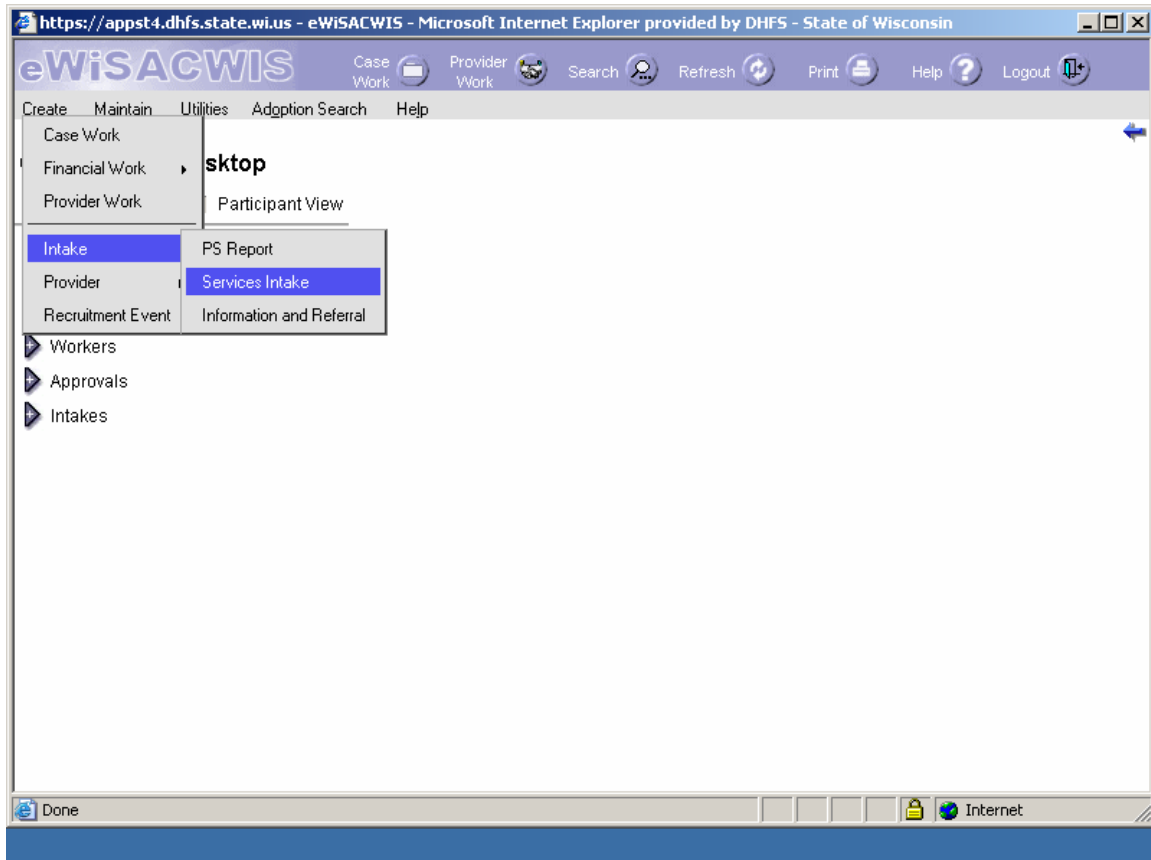 https://appst4.dhfs.state.wi.us - eWiSACWIS - Microsoft Internet Explorer provided by DHFS - State of Wisconsin
eWiSACWIS Case Work Provider Work Search Refresh Print Help Logout
Create Maintain Utilities Adoption Search Help
Case Work
Financial Work sktop
Provider Work Participant View
Intake PS Report
Provider Services Intake
Recruitment Event Information and Referral
Workers
Approvals
Intakes
Done Internet